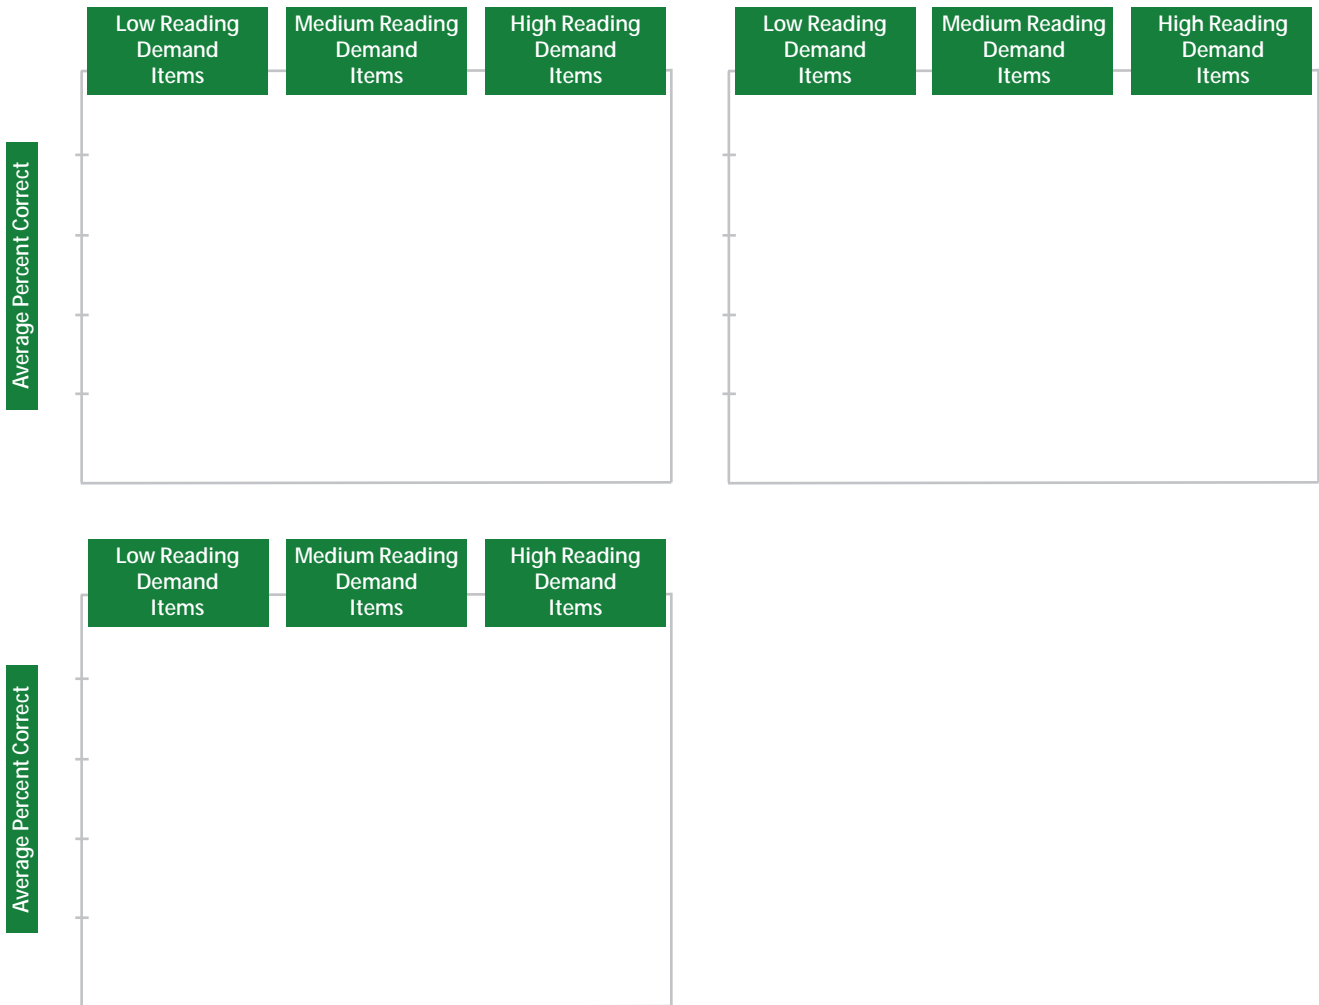 Low Reading
Demand
Items
Medium Reading
Demand
Items
High Reading
Demand
Items
Average Percent Correct
Low Reading
Demand
Items
Medium Reading
Demand
Items
High Reading
Demand
Items
Low Reading
Demand
Items
Medium Reading
Demand
Items
High Reading
Demand
Items
Average Percent Correct